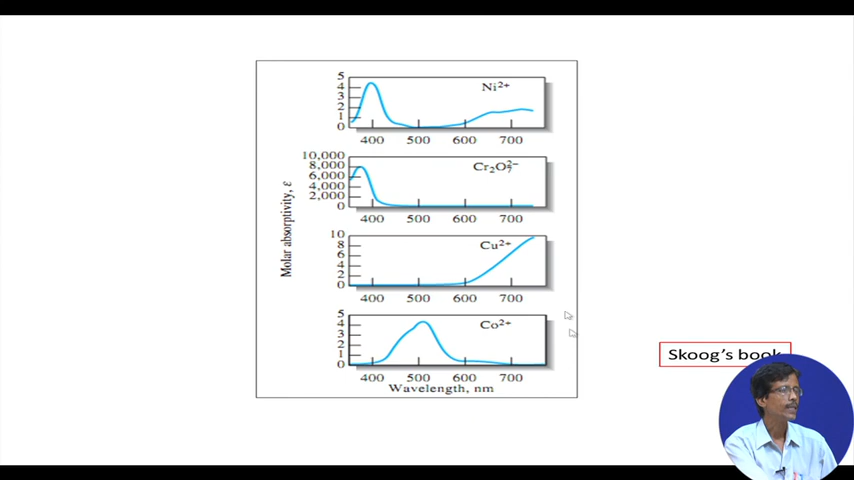 5
4
3
2
1
0
Ni2+
400 500 600 700
10,000
8,000
6,000
4,000
2,000
0
Cr2O7 2−
400 500 600 700
10
8
6
4
2
0
Cu2+
400 500 600 700
5
4
3
2
1
0
Co2+
400 500 600 700
Wavelength, nm
Molar absorptivity, ε
Skoog's book